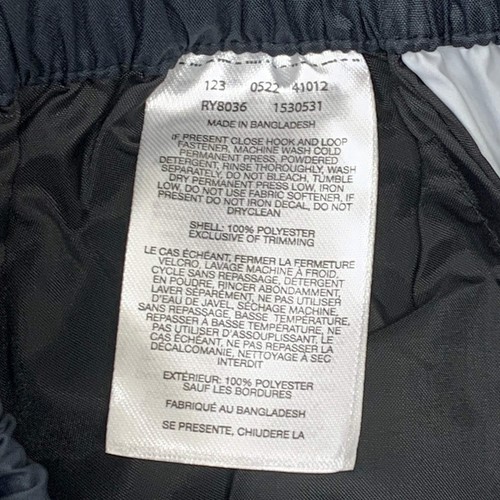 123 0522 41012
RY8036 1530531
MADE IN BANGLADESH
IF PRESENT CLOSE HOOK AND LOOP
FASTENER, MACHINE WASH COLD
PERMANENT PRESS, POWDERED
DETERGENT, RINSE THOROUGHLY, WASH
SEPARATELY, DO NOT BLEACH, TUMBLE
DRY PERMANENT PRESS LOW, IRON
LOW, DO NOT USE FABRIC SOFTENER, IF
PRESENT DO NOT IRON DECAL, DO NOT
DRYCLEAN
SHELL: 100% POLYESTER
EXCLUSIVE OF TRIMMING
LE CAS ÉCHÉANT, FERMER LA FERMETURE
VELCRO, LAVAGE MACHINE À FROID,
CYCLE SANS REPASSAGE, DETERGENT
EN POUDRE, RINCER ABONDAMMENT,
LAVER SÉPARÉMENT, NE PAS UTILISER
D'EAU DE JAVEL, SÉCHAGE MACHINE,
SANS REPASSAGE, BASSE TEMPÉRATURE,
REPASSER À BASSE TEMPÉRATURE, NE
PAS UTILISER D'ASSOUPLISSANT, LE
CAS ÉCHÉANT, NE PAS REPASSER LA
DÉCALCOMANIE, NETTOYAGE À SEC
INTERDIT
EXTÉRIEUR: 100% POLYESTER
SAUF LES BORDURES
FABRIQUÉ AU BANGLADESH
SE PRESENTE, CHIUDERE LA